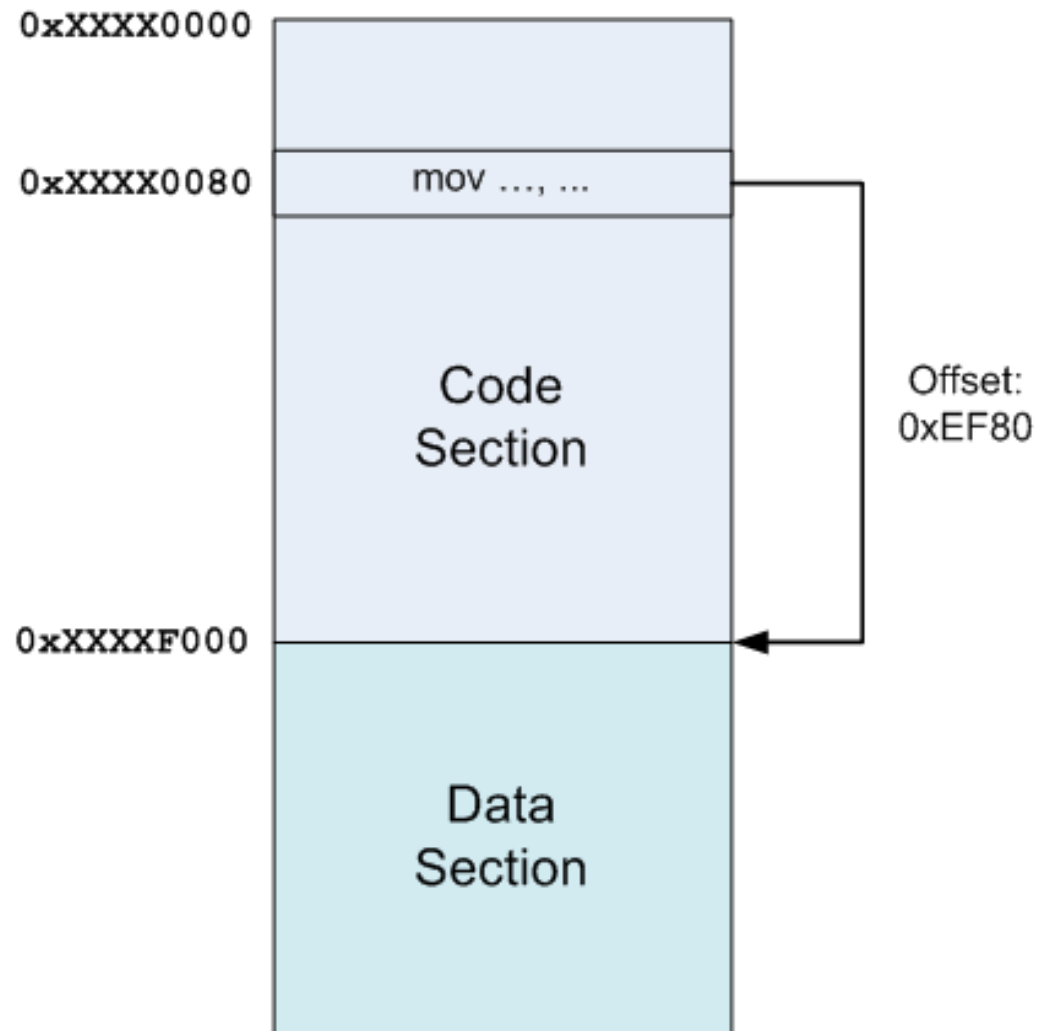 0xXXXX0000
0xXXXX0080
mov ..., ...
Code
Section
Offset:
0xEF80
0xXXXXF000
Data
Section